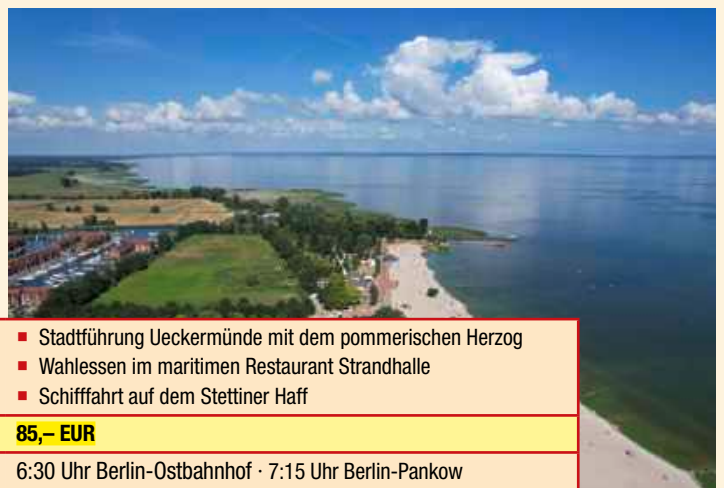 ▪ Stadtführung Ueckermünde mit dem pommerischen Herzog
▪ Wahlessen im maritimen Restaurant Strandhalle
▪ Schifffahrt auf dem Stettiner Haff
85,– EUR
6:30 Uhr Berlin-Ostbahnhof · 7:15 Uhr Berlin-Pankow